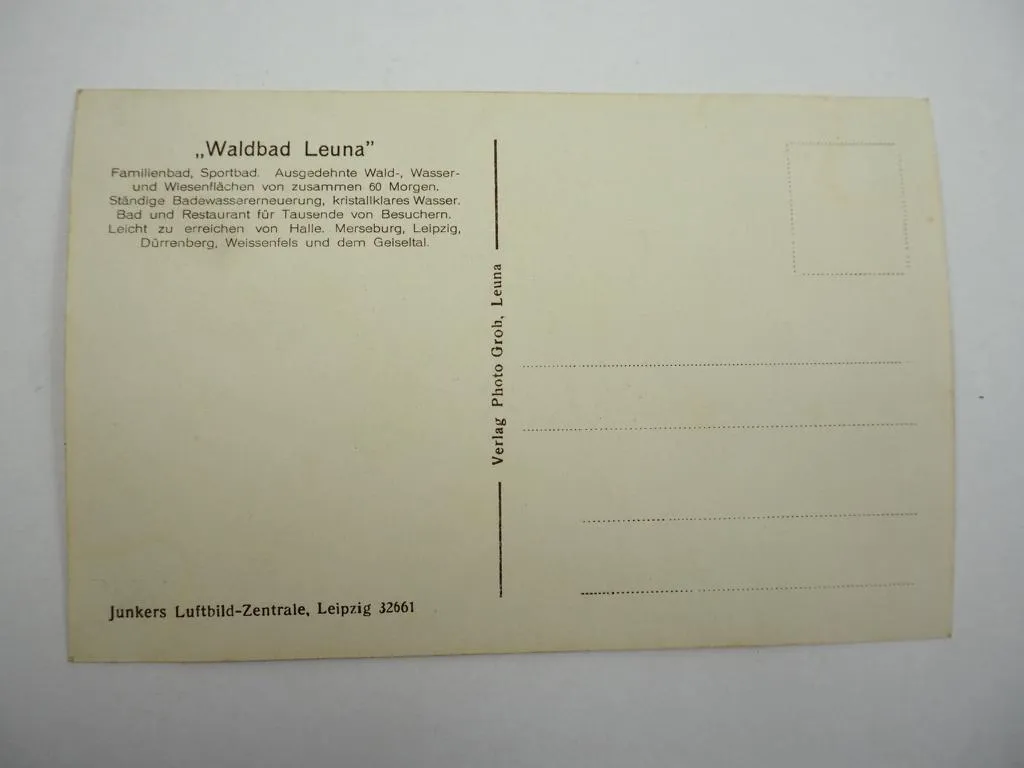 „Waldbad Leuna”
Familienbad, Sportbad. Ausgedehnte Wald-, Wasser-
und Wiesenflächen von zusammen 60 Morgen.
Ständige Badewassererneuerung, kristallklares Wasser.
Bad und Restaurant für Tausende von Besuchern.
Leicht zu erreichen von Halle. Merseburg, Leipzig,
Dürrenberg, Weissenfels und dem Geiseltal.
Junkers Luftbild-Zentrale, Leipzig 32661
Verlag Photo Groh, Leuna